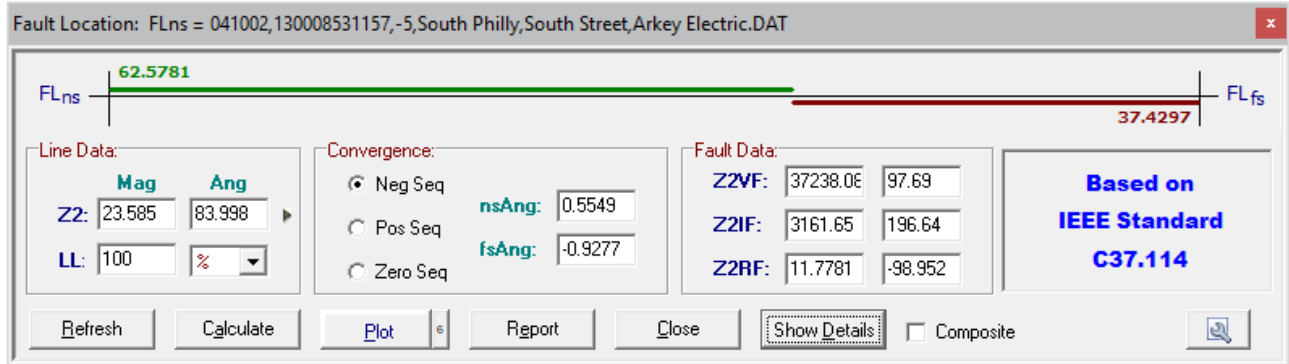 Fault Location: FLns = 041002,130008531157,-5,South Philly,South Street,Arkey Electric.DAT
x
62.5781
FLns
FLfs
37.4297
Line Data:
Mag Ang
Z2: 23.585 83.998
LL: 100 %
Convergence:
Neg Seq
Pos Seq
Zero Seq
nsAng: 0.5549
fsAng: -0.9277
Fault Data:
Z2VF: 37238.08 97.69
Z2IF: 3161.65 196.64
Z2RF: 11.7781 -98.952
Based on
IEEE Standard
C37.114
Refresh Calculate Plot 6 Report Close Show Details Composite